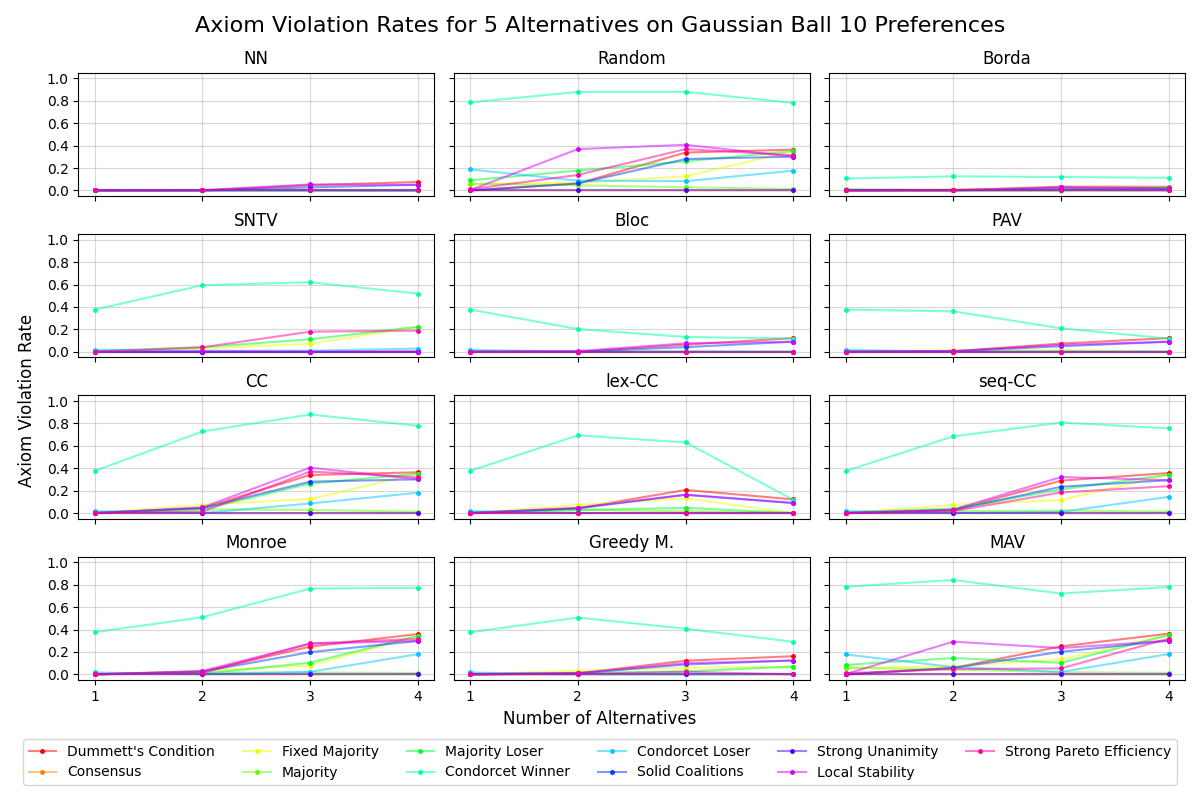 Axiom Violation Rates for 5 Alternatives on Gaussian Ball 10 Preferences
NN Random Borda
1.0
0.8
0.6
0.4
0.2
0.0
SNTV Bloc PAV
1.0
0.8
0.6
0.4
0.2
0.0
Axiom Violation Rate
CC lex-CC seq-CC
1.0
0.8
0.6
0.4
0.2
0.0
Monroe Greedy M. MAV
1.0
0.8
0.6
0.4
0.2
0.0
1 2 3 4 1 2 3 4 1 2 3 4
Number of Alternatives
Dummett's Condition Fixed Majority Majority Loser Condorcet Loser Strong Unanimity Strong Pareto Efficiency
Consensus Majority Condorcet Winner Solid Coalitions Local Stability